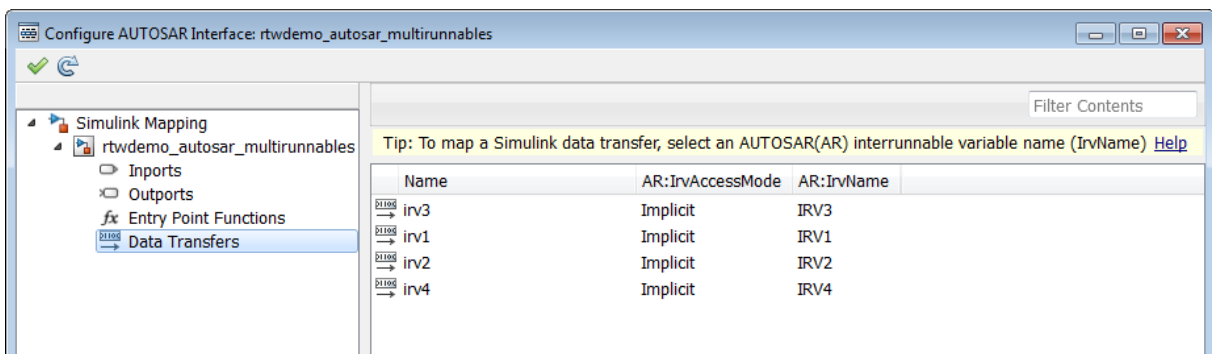 Configure AUTOSAR Interface: rtwdemo_autosar_multirunnables
Filter Contents
Simulink Mapping
rtwdemo_autosar_multirunnables
Inports
Outports
fx Entry Point Functions
Data Transfers
Tip: To map a Simulink data transfer, select an AUTOSAR(AR) interrunnable variable name (IrvName) Help
Name AR:IrvAccessMode AR:IrvName
irv3 Implicit IRV3
irv1 Implicit IRV1
irv2 Implicit IRV2
irv4 Implicit IRV4